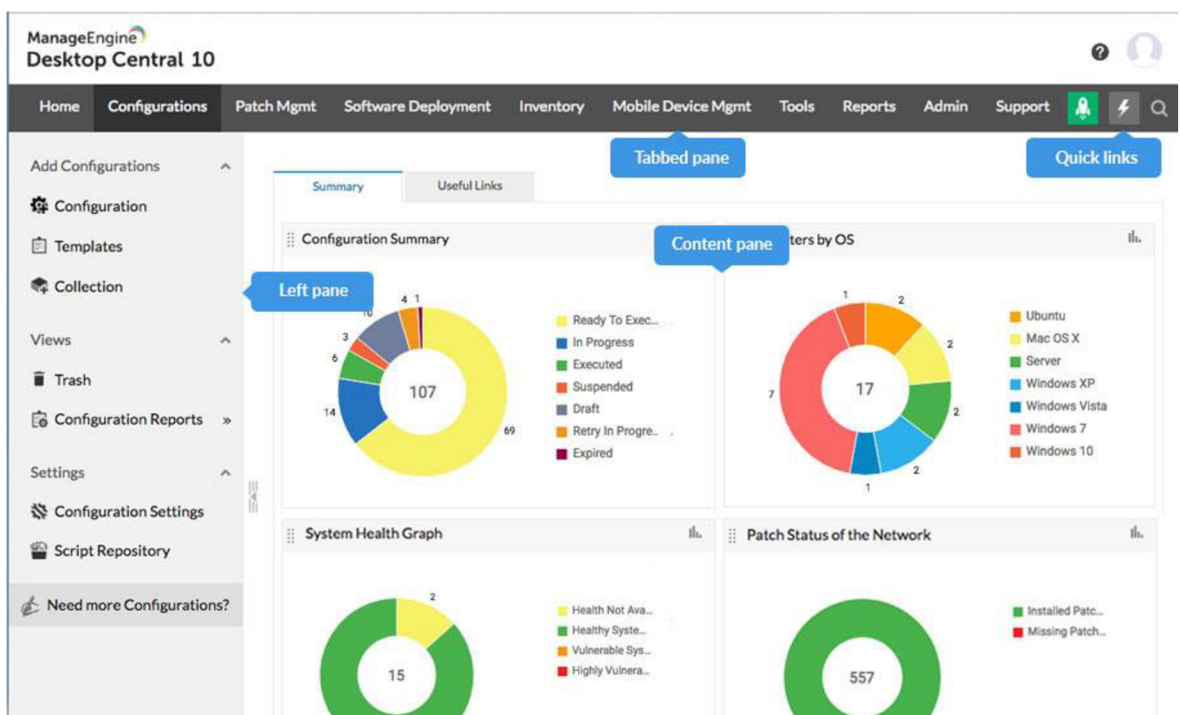 ManageEngine
Desktop Central 10
Home Configurations Patch Mgmt Software Deployment Inventory Mobile Device Mgmt Tools Reports Admin Support
Tabbed pane
Quick links
Add Configurations
Configuration
Templates
Collection
Left pane
Views
Trash
Configuration Reports »
Settings
Configuration Settings
Script Repository
Need more Configurations?
Summary Useful Links
Configuration Summary
Content pane
4 1
10
3
6
14
107
69
Ready To Exec...
In Progress
Executed
Suspended
Draft
Retry In Progre..
Expired
ters by OS
1
2
2
7
17
2
2
1
Ubuntu
Mac OS X
Server
Windows XP
Windows Vista
Windows 7
Windows 10
System Health Graph
2
15
Health Not Ava...
Healthy Syste...
Vulnerable Sys...
Highly Vulnera...
Patch Status of the Network
557
Installed Patc...
Missing Patch...